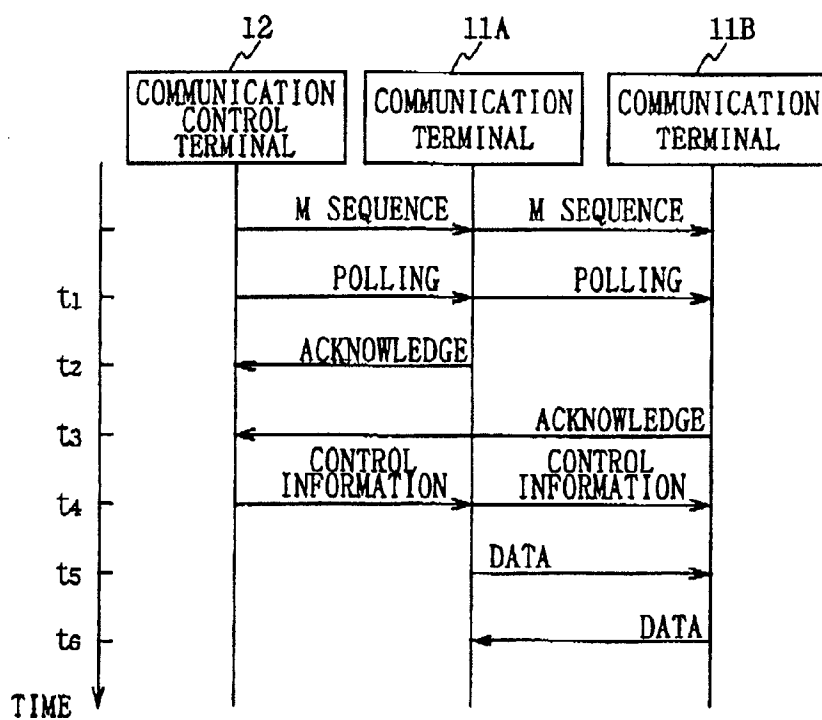 12
11A
11B
COMMUNICATION
CONTROL
TERMINAL
COMMUNICATION
TERMINAL
COMMUNICATION
TERMINAL
M SEQUENCE
M SEQUENCE
t1
POLLING
POLLING
t2
ACKNOWLEDGE
t3
ACKNOWLEDGE
CONTROL
INFORMATION
CONTROL
INFORMATION
t4
t5
DATA
t6
DATA
TIME